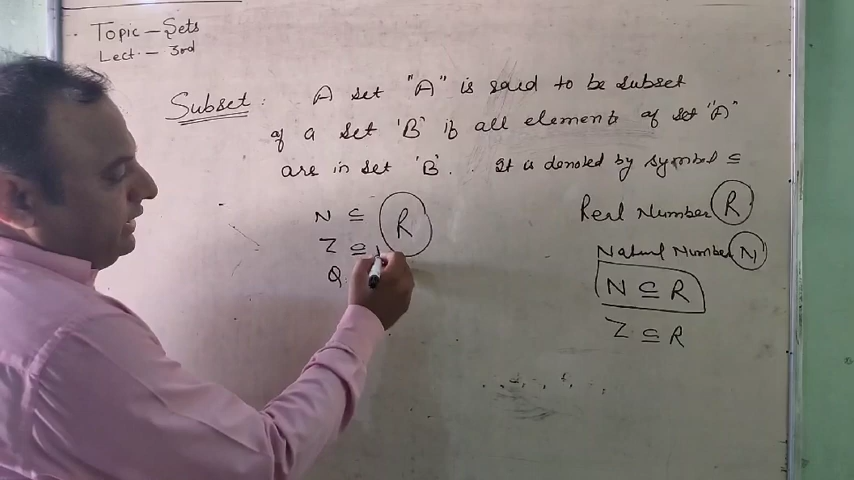 Topic - Sets
Lect. - 3rd
Subset : A set "A" is said to be subset
of a set 'B' if all elements of set "A"
are in set 'B'. . It is denoted by symbol ⊆
N ⊆ R
Z ⊆
Q
Real Number R
Natural Number N
N ⊆ R
Z ⊆ R